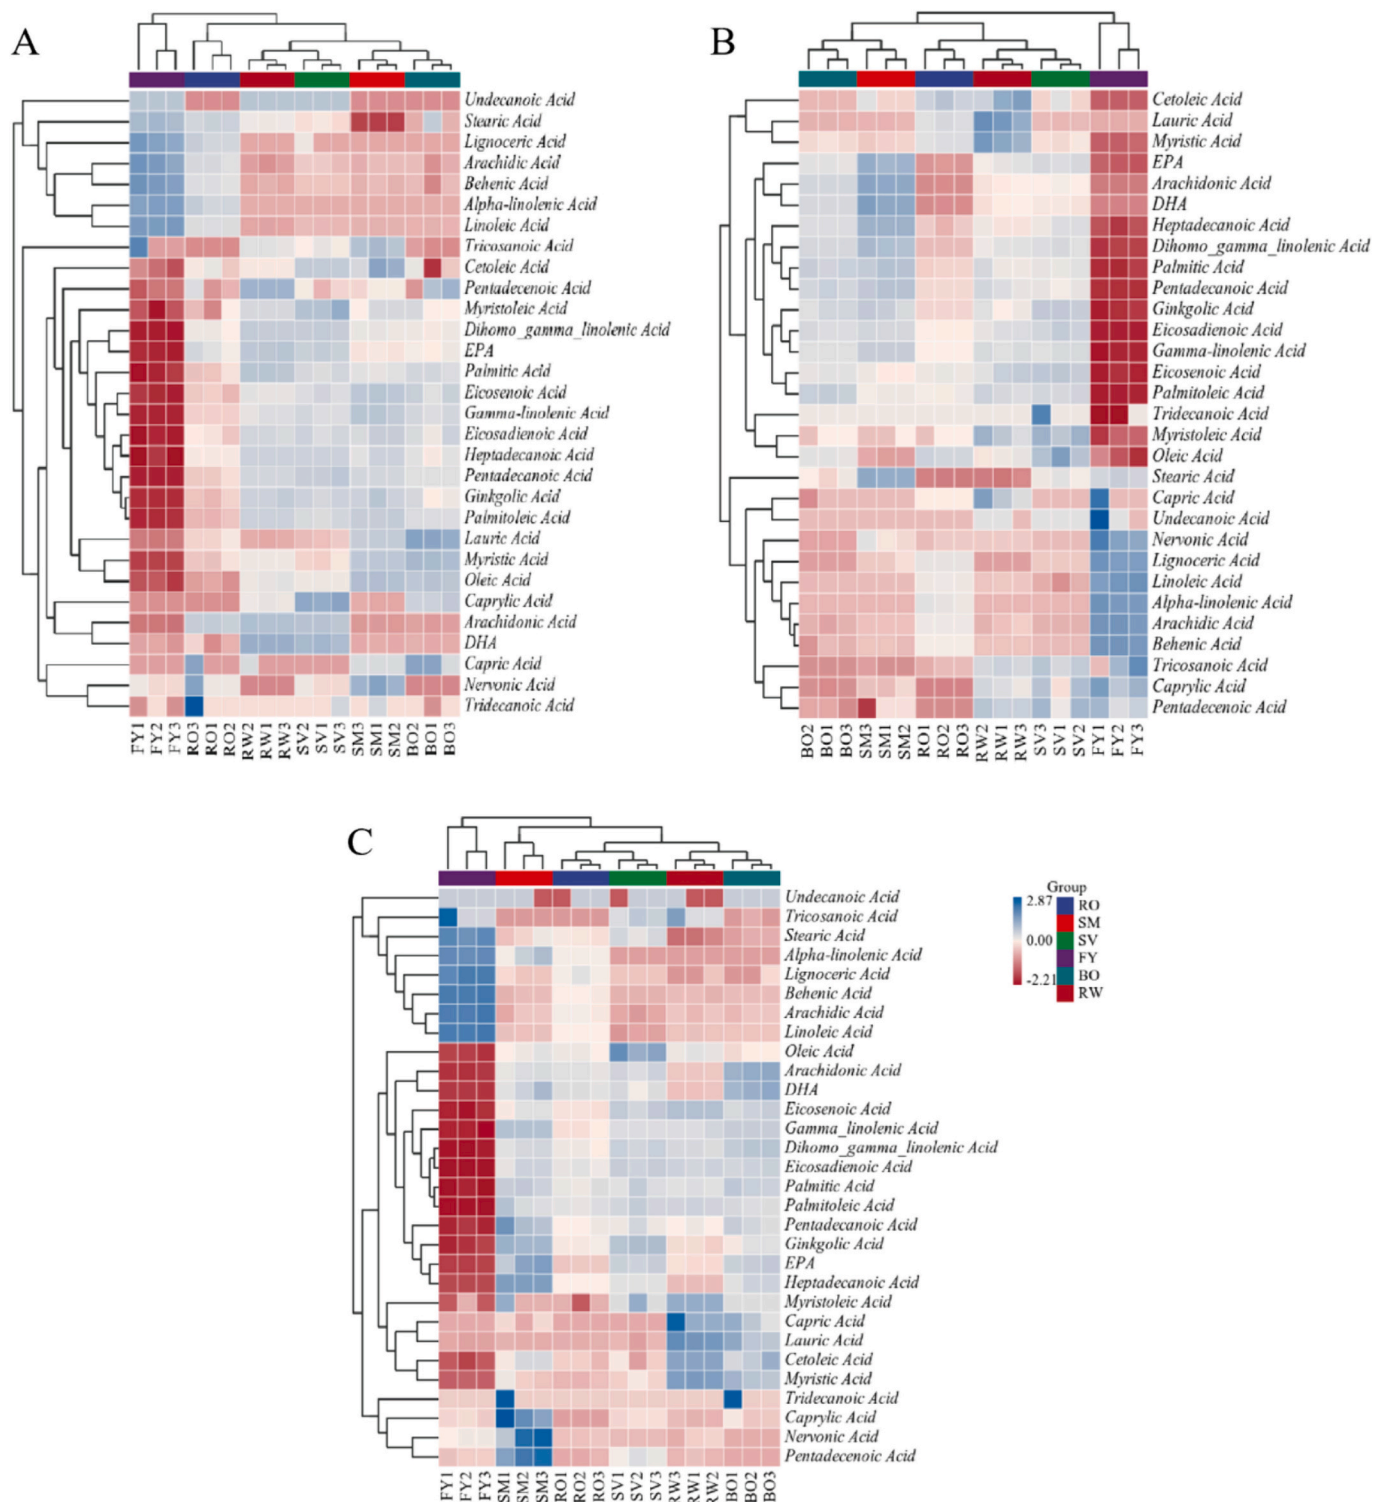 A
Undecanoic Acid
Stearic Acid
Lignoceric Acid
Arachidic Acid
Behenic Acid
Alpha-linolenic Acid
Linoleic Acid
Tricosanoic Acid
Cetoleic Acid
Pentadecenoic Acid
Myristoleic Acid
Dihomo_gamma_linolenic Acid
EPA
Palmitic Acid
Eicosenoic Acid
Gamma-linolenic Acid
Eicosadienoic Acid
Heptadecanoic Acid
Pentadecanoic Acid
Ginkgolic Acid
Palmitoleic Acid
Lauric Acid
Myristic Acid
Oleic Acid
Caprylic Acid
Arachidonic Acid
DHA
Capric Acid
Nervonic Acid
Tridecanoic Acid
FY1 FY2 FY3 RO3 RO1 RO2 RW2 RW1 RW3 SV2 SV1 SV3 SM3 SM1 SM2 BO2 BO1 BO3
B
Cetoleic Acid
Lauric Acid
Myristic Acid
EPA
Arachidonic Acid
DHA
Heptadecanoic Acid
Dihomo_gamma_linolenic Acid
Palmitic Acid
Pentadecanoic Acid
Ginkgolic Acid
Eicosadienoic Acid
Gamma-linolenic Acid
Eicosenoic Acid
Palmitoleic Acid
Tridecanoic Acid
Myristoleic Acid
Oleic Acid
Stearic Acid
Capric Acid
Undecanoic Acid
Nervonic Acid
Lignoceric Acid
Linoleic Acid
Alpha-linolenic Acid
Arachidic Acid
Behenic Acid
Tricosanoic Acid
Caprylic Acid
Pentadecenoic Acid
BO2 BO1 BO3 SM3 SM1 SM2 RO1 RO2 RO3 RW2 RW1 RW3 SV3 SV1 SV2 FY1 FY2 FY3
C
Undecanoic Acid
Tricosanoic Acid
Stearic Acid
Alpha-linolenic Acid
Lignoceric Acid
Behenic Acid
Arachidic Acid
Linoleic Acid
Oleic Acid
Arachidonic Acid
DHA
Eicosenoic Acid
Gamma_linolenic Acid
Dihomo_gamma_linolenic Acid
Eicosadienoic Acid
Palmitic Acid
Palmitoleic Acid
Pentadecanoic Acid
Ginkgolic Acid
EPA
Heptadecanoic Acid
Myristoleic Acid
Capric Acid
Lauric Acid
Cetoleic Acid
Myristic Acid
Tridecanoic Acid
Caprylic Acid
Nervonic Acid
Pentadecenoic Acid
FY1 FY2 FY3 SM1 SM2 SM3 RO1 RO2 RO3 SV1 SV2 SV3 RW3 RW1 RW2 BO1 BO2 BO3
Group
2.87 RO
SM
0.00 SV
FY
-2.21 BO
RW